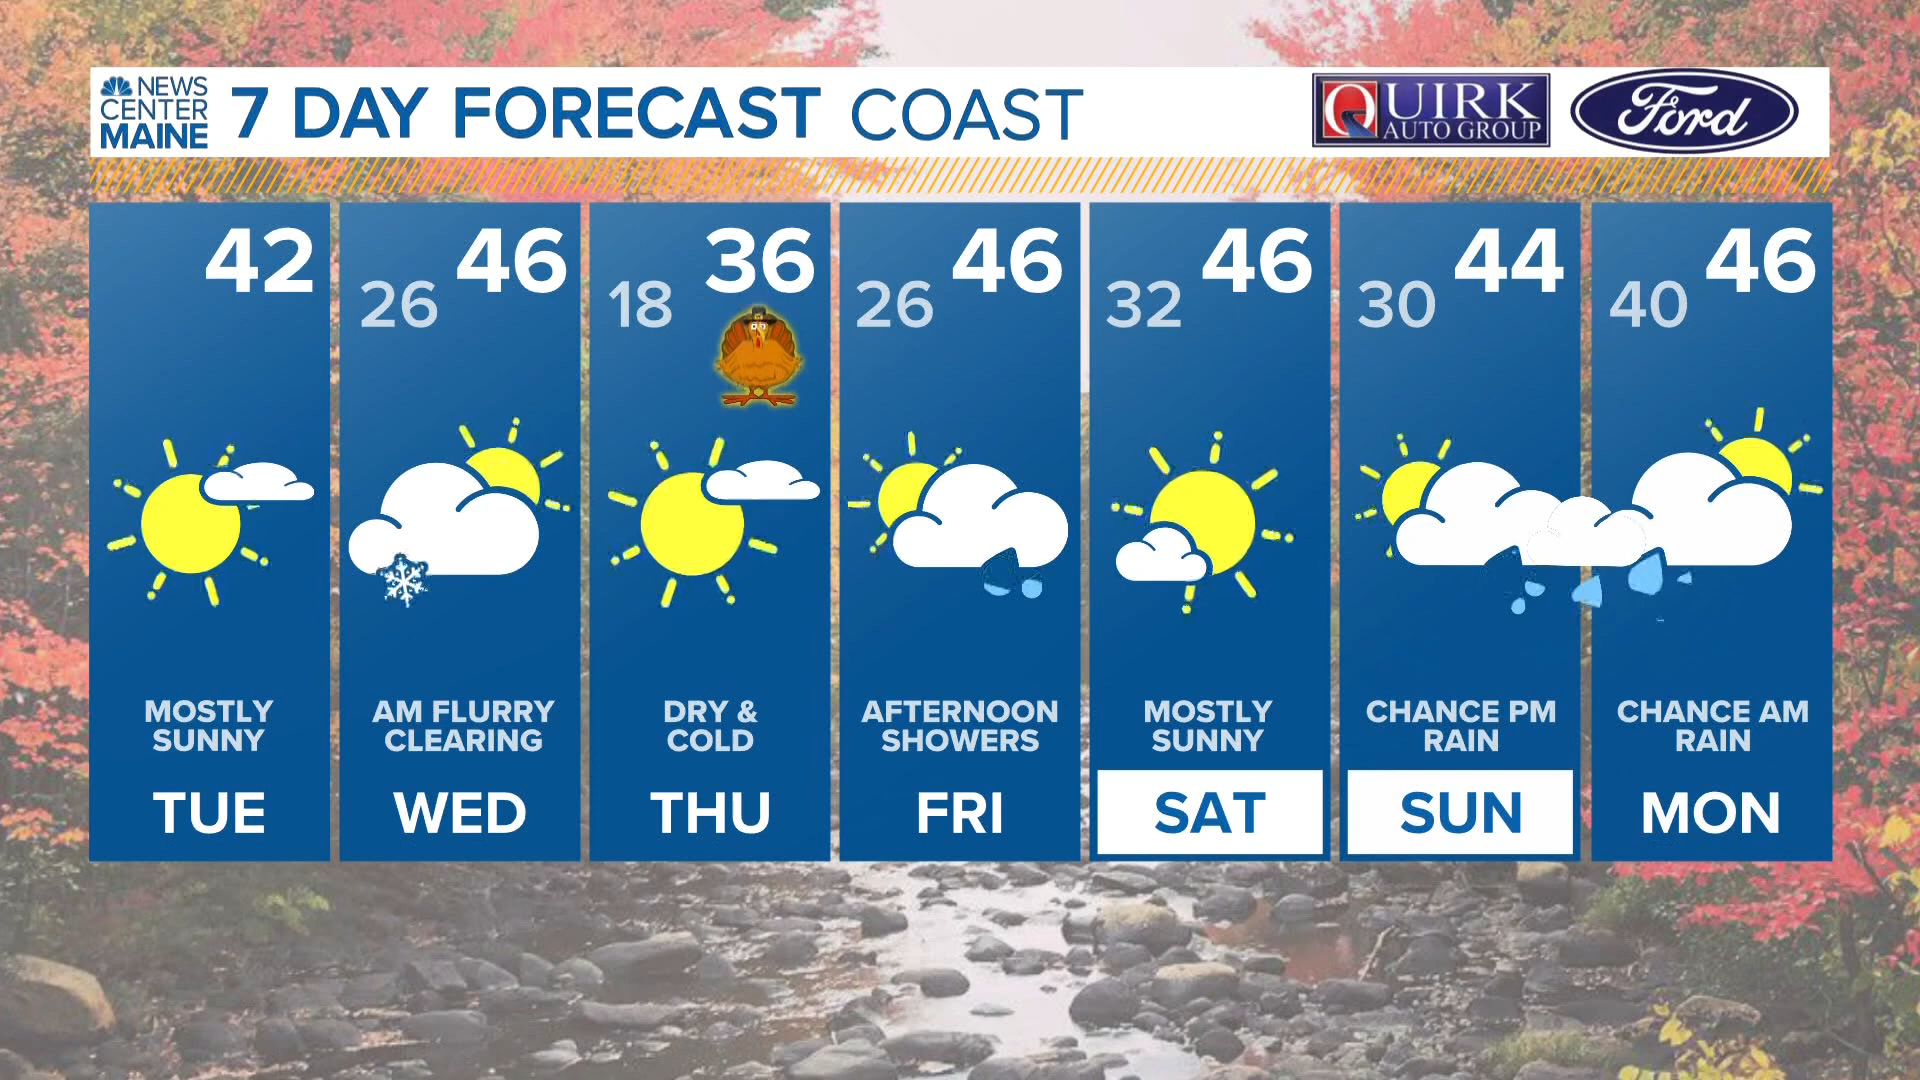 NEWS
CENTER
MAINE
7 DAY FORECAST COAST
QUIRK
AUTO GROUP
Ford
42
26 46
18 36
26 46
32 46
30 44
40 46
MOSTLY
SUNNY
TUE
AM FLURRY
CLEARING
WED
DRY &
COLD
THU
AFTERNOON
SHOWERS
FRI
MOSTLY
SUNNY
SAT
CHANCE PM
RAIN
SUN
CHANCE AM
RAIN
MON